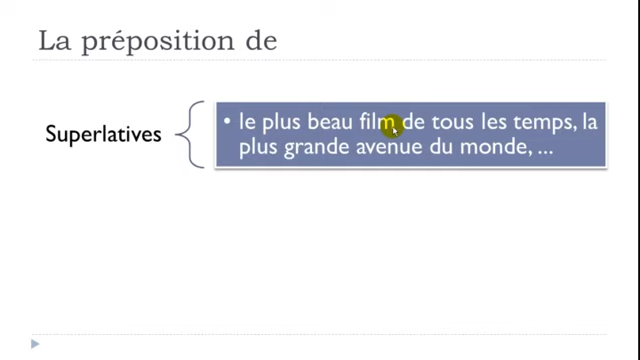 La préposition de
Superlatives
• le plus beau film de tous les temps, la
plus grande avenue du monde, ...